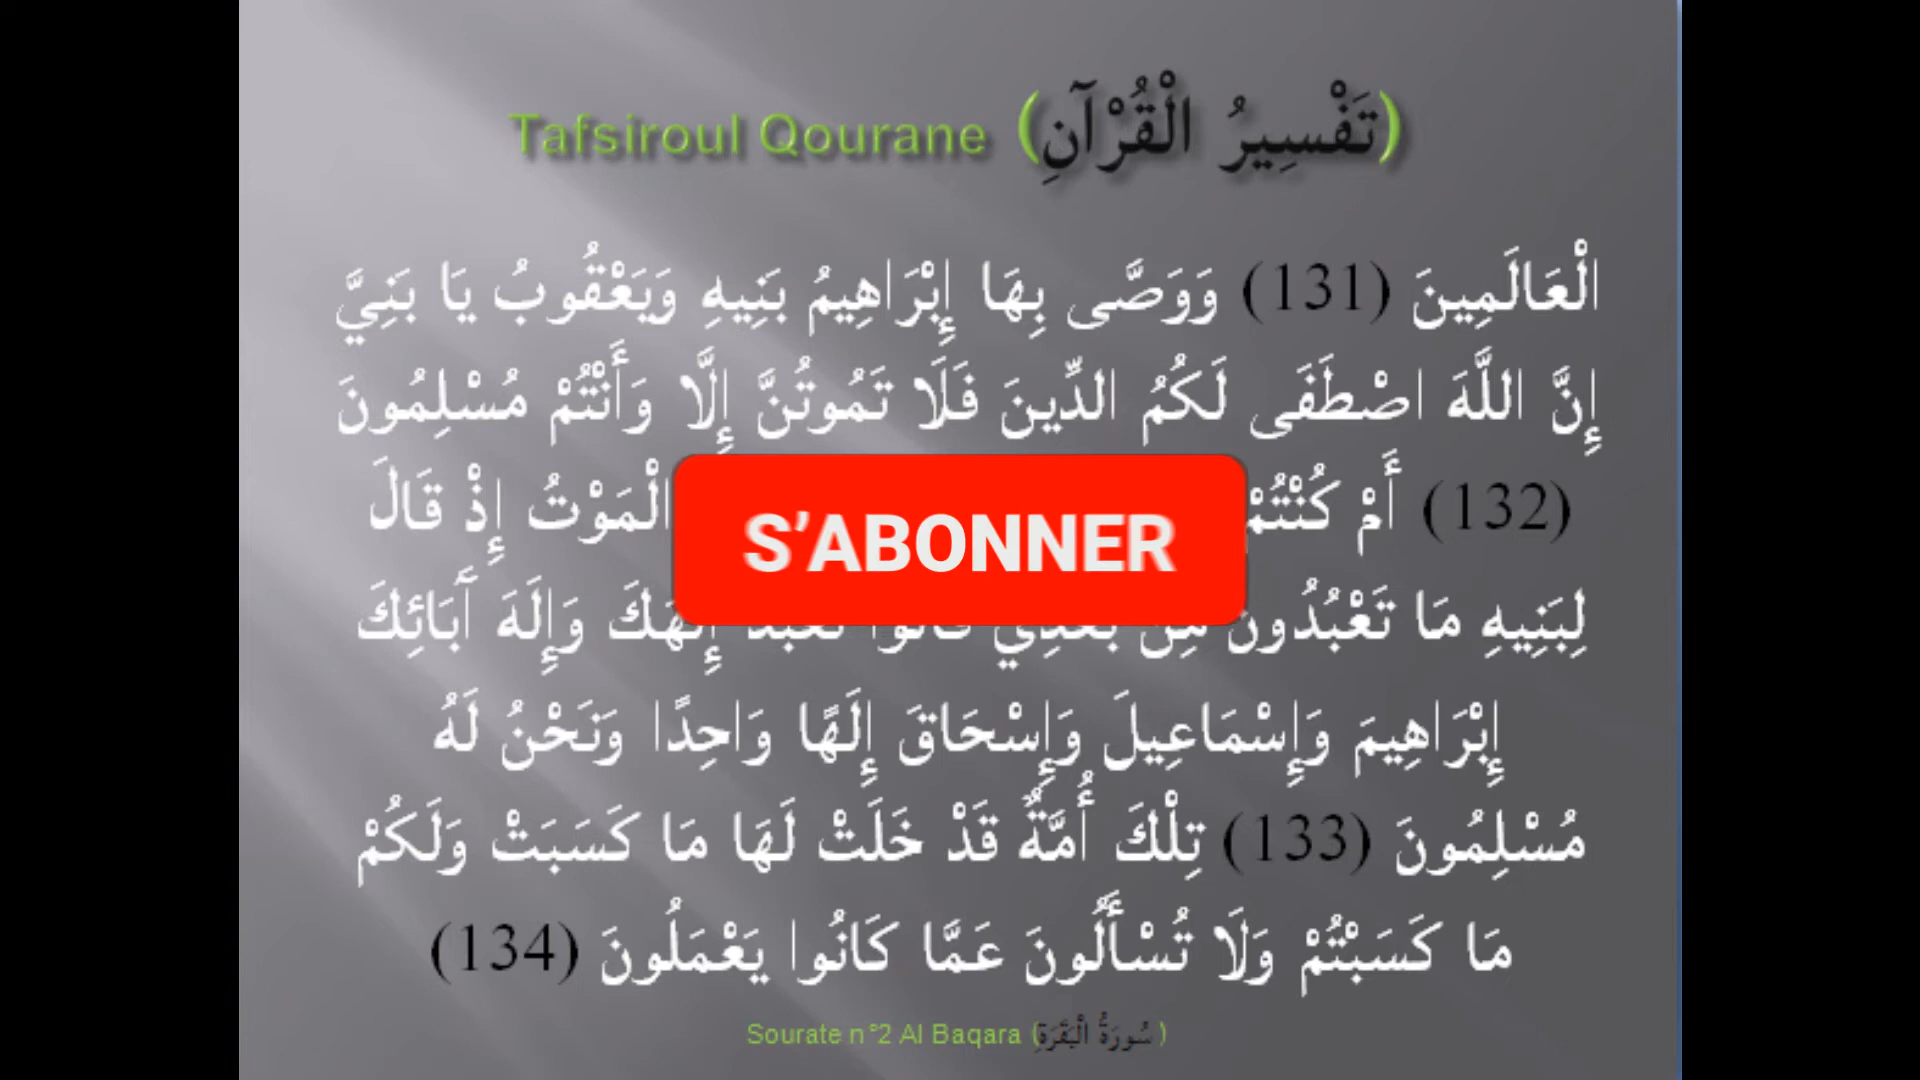 Tafsiroul Qourane (تَفْسِيرُ الْقُرْآنِ)
الْعَالَمِينَ (131) وَوَصَّى بِهَا إِبْرَاهِيمُ بَنِيهِ وَيَعْقُوبُ يَا بَنِيَّ
إِنَّ اللَّهَ اصْطَفَى لَكُمُ الدِّينَ فَلَا تَمُوتُنَّ إِلَّا وَأَنْتُمْ مُسْلِمُونَ
(132) أَمْ كُنْتُمْ الْمَوْتُ إِذْ قَالَ
S’ABONNER
لِبَنِيهِ مَا تَعْبُدُونَ مِنْ بَعْدِي قَالُوا نَعْبُدُ إِلَهَكَ وَإِلَهَ أَبَائِكَ
إِبْرَاهِيمَ وَإِسْمَاعِيلَ وَإِسْحَاقَ إِلَهًا وَاحِدًا وَنَحْنُ لَهُ
مُسْلِمُونَ (133) تِلْكَ أُمَّةٌ قَدْ خَلَتْ لَهَا مَا كَسَبَتْ وَلَكُمْ
مَا كَسَبْتُمْ وَلَا تُسْأَلُونَ عَمَّا كَانُوا يَعْمَلُونَ (134)
Sourate n°2 Al Baqara (سُورَةُ الْبَقَرَةِ)